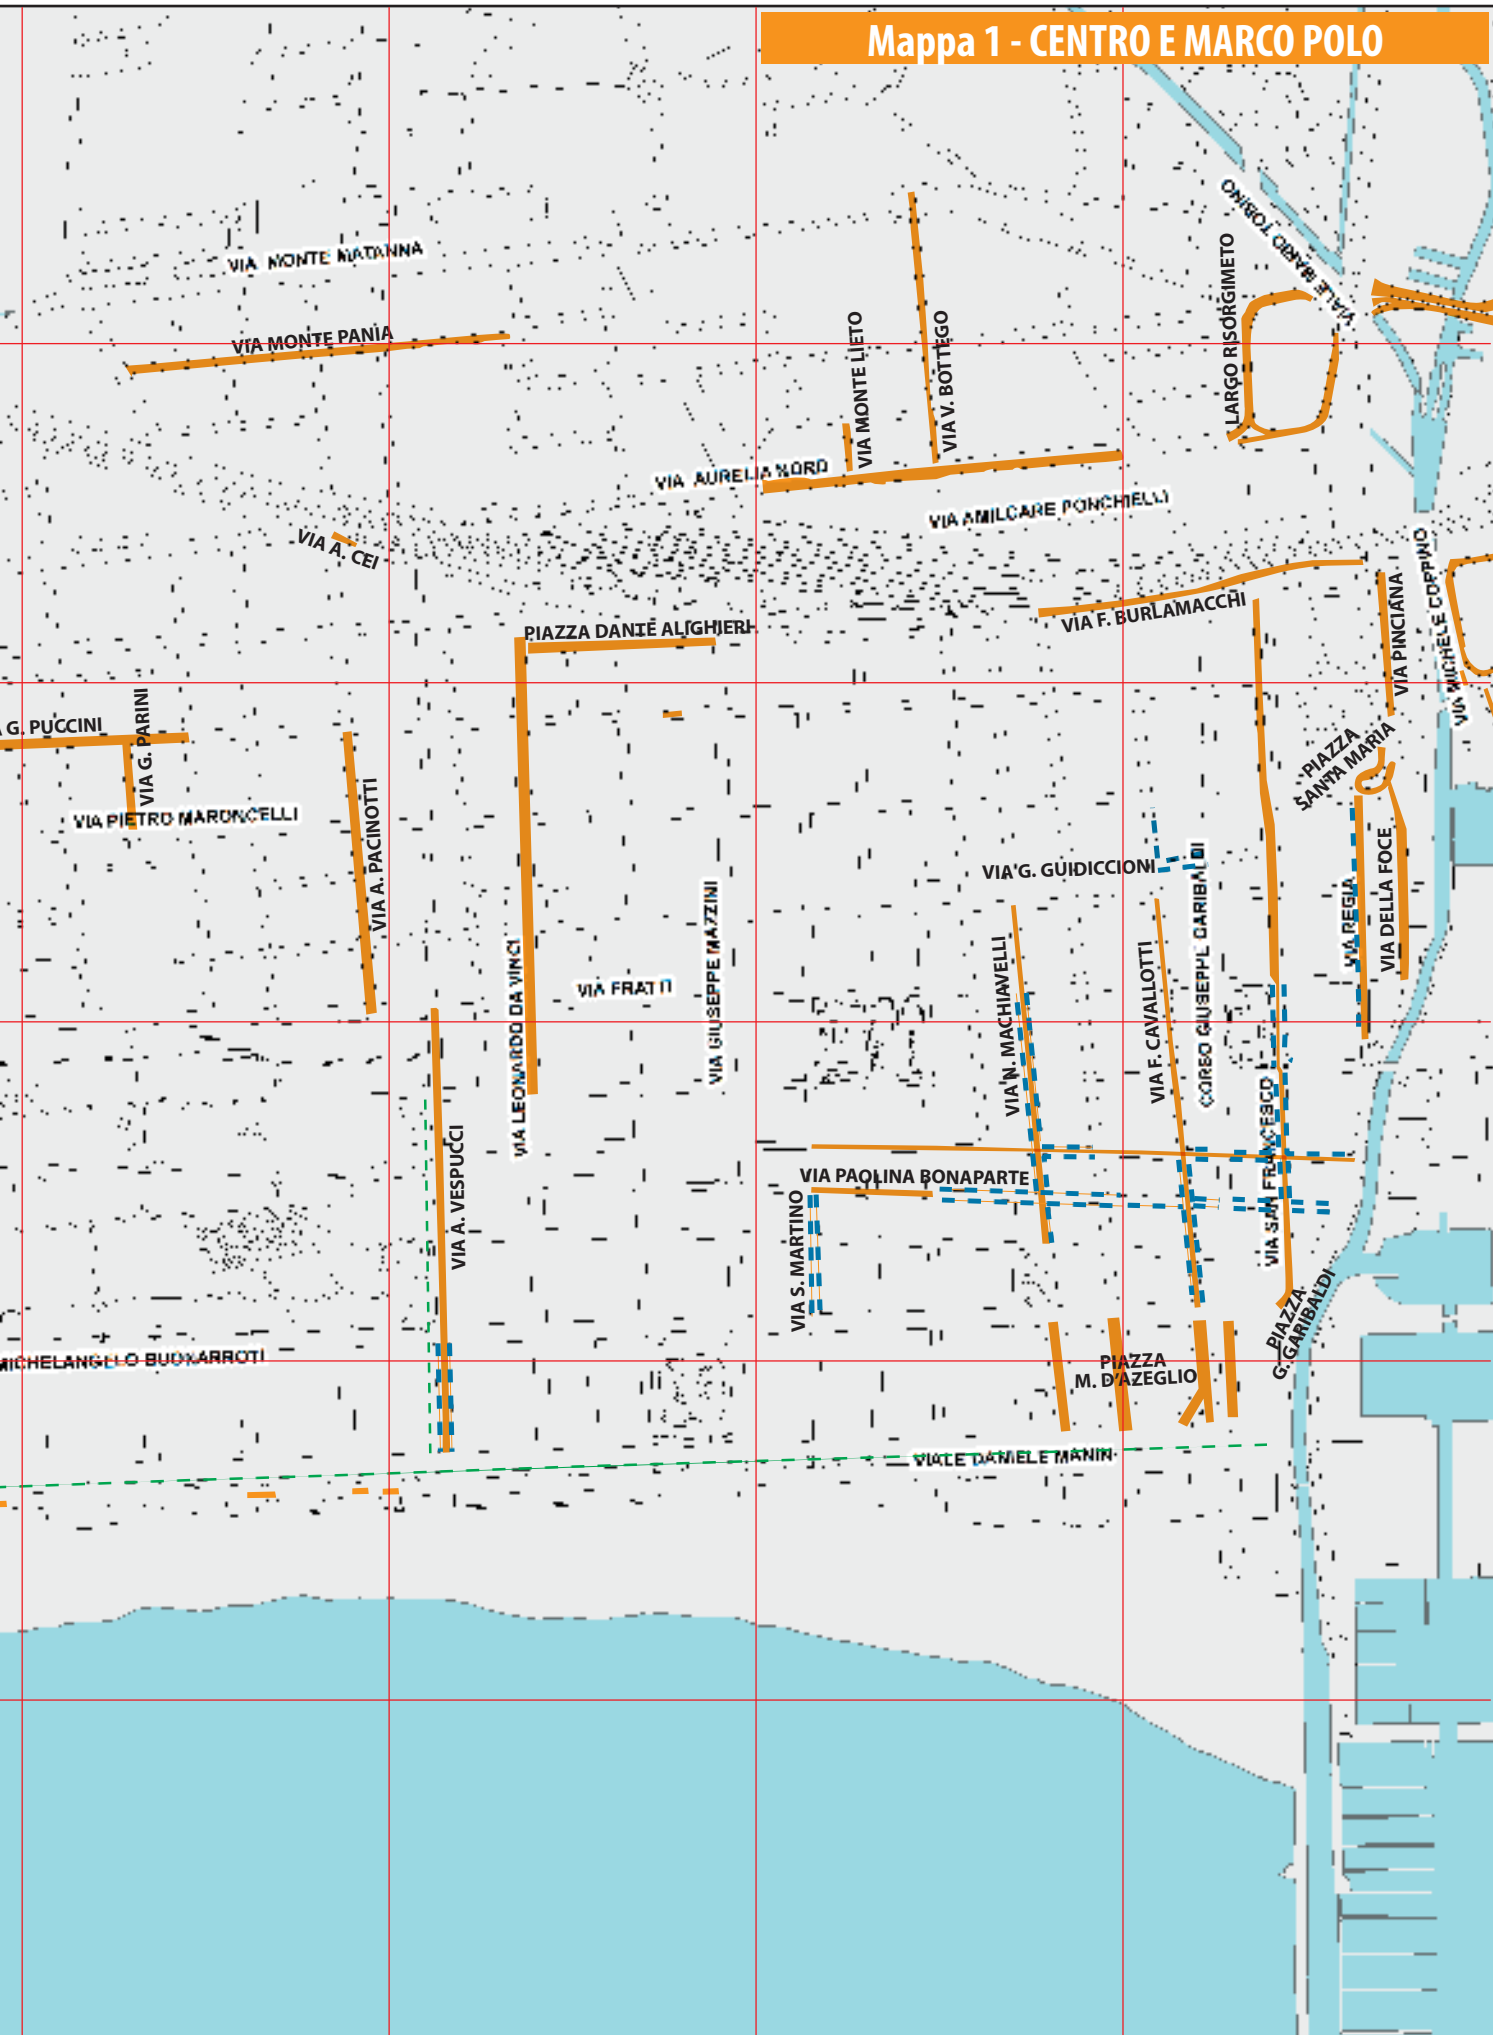 Mappa 1 - CENTRO E MARCO POLO
VIALE MARIO TOBINO
VIA MONTE MATANNA
LARGO RISORGIMETO
VIA MONTE PANIA
VIA MONTE LIETO
VIA V. BOTTEGO
VIA AURELIA NORD
VIA AMILCARE PONCHIELLI
VIA A. CEI
VIA MICHELE COPPINO
VIA F. BURLAMACCHI
VIA PINCIANA
PIAZZA DANTE ALIGHIERI
G. PUCCINI
VIA G. PARINI
PIAZZA
SANTA MARIA
VIA PIETRO MARONCELLI
VIA A. PACINOTTI
VIA G. GUIDICCIONI
CORSO GIUSEPPE GARIBALDI
VIA REGIA
VIA DELLA FOCE
VIA LEONARDO DA VINCI
VIA FRATTI
VIA GIUSEPPE MAZZINI
VIA N. MACHIAVELLI
VIA F. CAVALLOTTI
VIA SAN FRANCESCO
VIA A. VESPUCCI
VIA PAOLINA BONAPARTE
VIA S. MARTINO
PIAZZA
G. GARIBALDI
MICHELANGELO BUONARROTI
PIAZZA
M. D'AZEGLIO
VIALE DANIELE MANIN